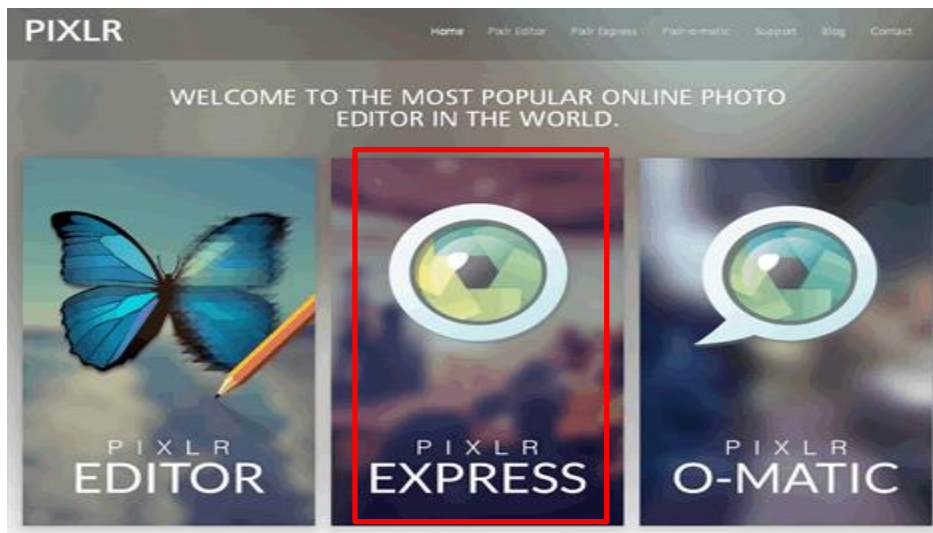 PIXLR
Home Pixlr Editor Pixlr Express Pixlr-o-matic Support Blog Contact
WELCOME TO THE MOST POPULAR ONLINE PHOTO
EDITOR IN THE WORLD.
PIXLR
EDITOR
PIXLR
EXPRESS
PIXLR
O-MATIC